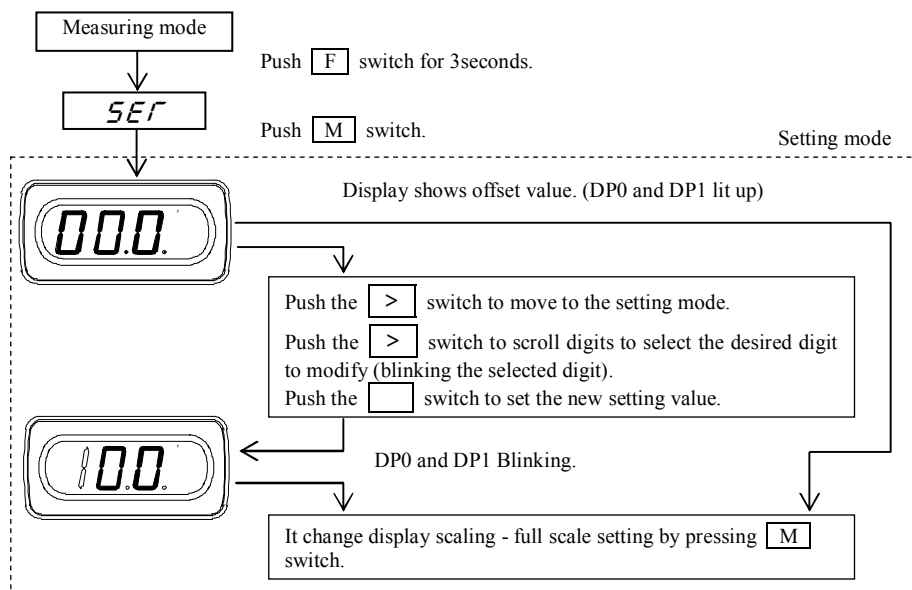 Measuring mode
Push F switch for 3seconds.
SET
Push M switch.
Setting mode
Display shows offset value. (DP0 and DP1 lit up)
00.0.
Push the > switch to move to the setting mode.
Push the > switch to scroll digits to select the desired digit
to modify (blinking the selected digit).
Push the switch to set the new setting value.
10.0.
DP0 and DP1 Blinking.
It change display scaling - full scale setting by pressing M
switch.